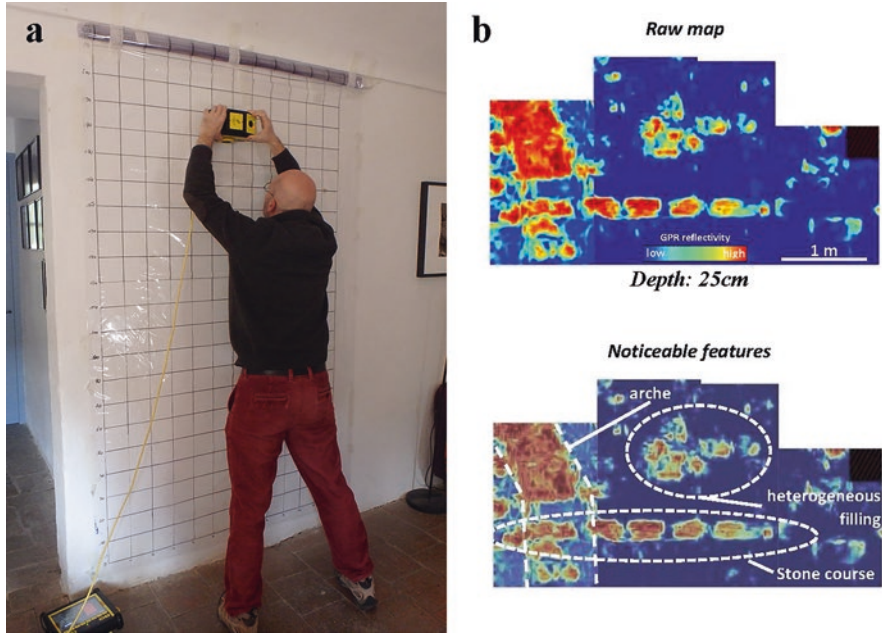 a
b
Raw map
GPR reflectivity
low high
1 m
Depth: 25cm
Noticeable features
arche
heterogeneous
filling
Stone course